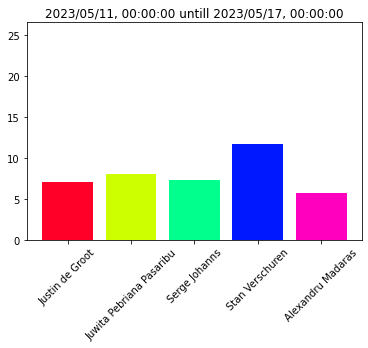 2023/05/11, 00:00:00 untill 2023/05/17, 00:00:00
25
20
15
10
5
0
Justin de Groot
Juwita Pebriana Pasaribu
Serge Johanns
Stan Verschuren
Alexandru Madaras